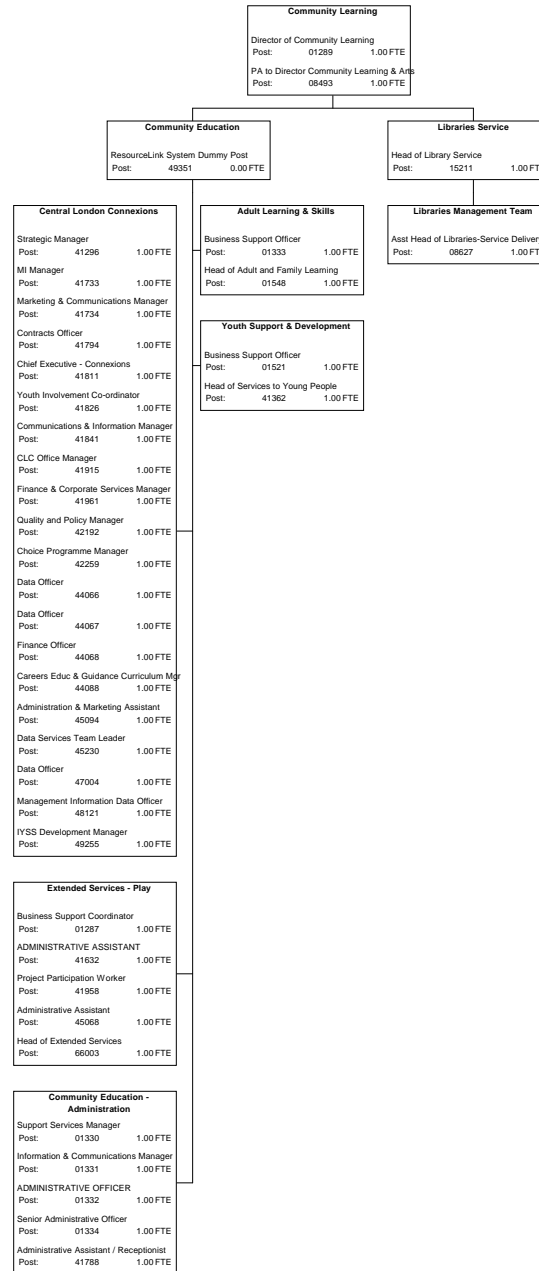 Community Learning
Director of Community Learning
Post: 01289 1.00 FTE
PA to Director Community Learning & Arts
Post: 08493 1.00 FTE
Community Education
ResourceLink System Dummy Post
Post: 49351 0.00 FTE
Libraries Service
Head of Library Service
Post: 15211 1.00 FT
Central London Connexions
Strategic Manager
Post: 41296 1.00 FTE
MI Manager
Post: 41733 1.00 FTE
Marketing & Communications Manager
Post: 41734 1.00 FTE
Contracts Officer
Post: 41794 1.00 FTE
Chief Executive - Connexions
Post: 41811 1.00 FTE
Youth Involvement Co-ordinator
Post: 41826 1.00 FTE
Communications & Information Manager
Post: 41841 1.00 FTE
CLC Office Manager
Post: 41915 1.00 FTE
Finance & Corporate Services Manager
Post: 41961 1.00 FTE
Quality and Policy Manager
Post: 42192 1.00 FTE
Choice Programme Manager
Post: 42259 1.00 FTE
Data Officer
Post: 44066 1.00 FTE
Data Officer
Post: 44067 1.00 FTE
Finance Officer
Post: 44068 1.00 FTE
Careers Educ & Guidance Curriculum Mgr
Post: 44088 1.00 FTE
Administration & Marketing Assistant
Post: 45094 1.00 FTE
Data Services Team Leader
Post: 45230 1.00 FTE
Data Officer
Post: 47004 1.00 FTE
Management Information Data Officer
Post: 48121 1.00 FTE
IYSS Development Manager
Post: 49255 1.00 FTE
Adult Learning & Skills
Business Support Officer
Post: 01333 1.00 FTE
Head of Adult and Family Learning
Post: 01548 1.00 FTE
Libraries Management Team
Asst Head of Libraries-Service Delivery
Post: 08627 1.00 FT
Youth Support & Development
Business Support Officer
Post: 01521 1.00 FTE
Head of Services to Young People
Post: 41362 1.00 FTE
Extended Services - Play
Business Support Coordinator
Post: 01287 1.00 FTE
ADMINISTRATIVE ASSISTANT
Post: 41632 1.00 FTE
Project Participation Worker
Post: 41958 1.00 FTE
Administrative Assistant
Post: 45068 1.00 FTE
Head of Extended Services
Post: 66003 1.00 FTE
Community Education -
Administration
Support Services Manager
Post: 01330 1.00 FTE
Information & Communications Manager
Post: 01331 1.00 FTE
ADMINISTRATIVE OFFICER
Post: 01332 1.00 FTE
Senior Administrative Officer
Post: 01334 1.00 FTE
Administrative Assistant / Receptionist
Post: 41788 1.00 FTE